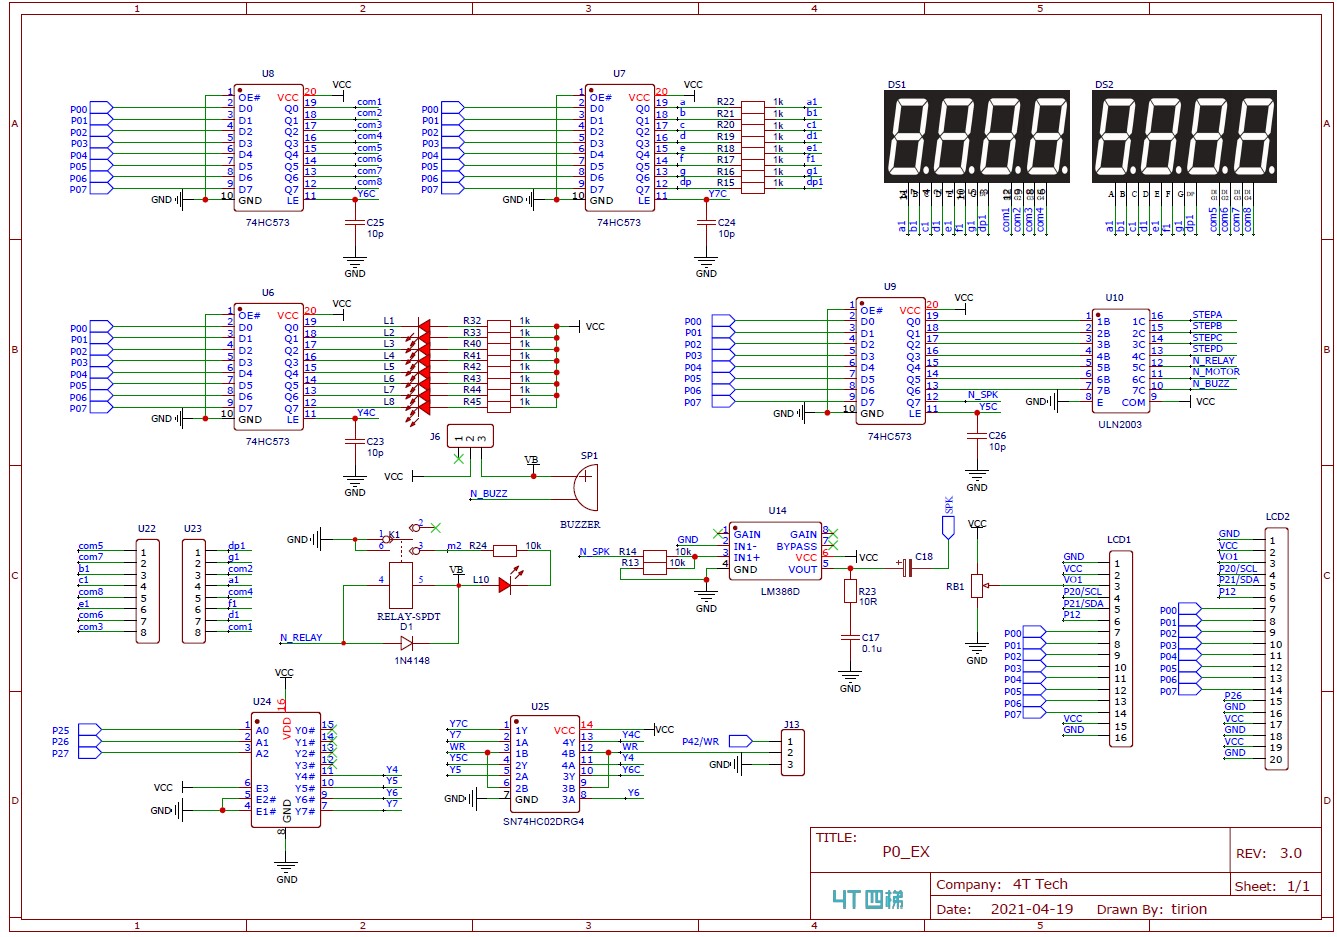 1 2 3 4 5
A
B
C
D
U8
VCC
1 OE# VCC 20
P00 2 D0 Q0 19 com1
P01 3 D1 Q1 18 com2
P02 4 D2 Q2 17 com3
P03 5 D3 Q3 16 com4
P04 6 D4 Q4 15 com5
P05 7 D5 Q5 14 com6
P06 8 D6 Q6 13 com7
P07 9 D7 Q7 12 com8
GND 10 GND LE 11 Y6C
74HC573
C25
10p
GND
U7
VCC
1 OE# VCC 20
P00 2 D0 Q0 19 a R22 1k a1
P01 3 D1 Q1 18 b R21 1k b1
P02 4 D2 Q2 17 c R20 1k c1
P03 5 D3 Q3 16 d R19 1k d1
P04 6 D4 Q4 15 e R18 1k e1
P05 7 D5 Q5 14 f R17 1k f1
P06 8 D6 Q6 13 g R16 1k g1
P07 9 D7 Q7 12 dp R15 1k dp1
GND 10 GND LE 11 Y7C
74HC573
C24
10p
GND
DS1
a1 b1 c1 d1 e1 f1 g1 dp1 com1 com2 com3 com4
DS2
A B C D E F G DP
a1 b1 c1 d1 e1 f1 g1 dp1 com5 com6 com7 com8
U6
VCC
1 OE# VCC 20
P00 2 D0 Q0 19 L1 R32 1k
P01 3 D1 Q1 18 L2 R33 1k
P02 4 D2 Q2 17 L3 R40 1k
P03 5 D3 Q3 16 L4 R41 1k
P04 6 D4 Q4 15 L5 R42 1k
P05 7 D5 Q5 14 L6 R43 1k
P06 8 D6 Q6 13 L7 R44 1k
P07 9 D7 Q7 12 L8 R45 1k
VCC
GND 10 GND LE 11 Y4C
74HC573
C23
10p
GND
J6
1 2 3
VCC
VB
SP1
N_BUZZ
BUZZER
U9
VCC
1 OE# VCC 20
P00 2 D0 Q0 19
P01 3 D1 Q1 18
P02 4 D2 Q2 17
P03 5 D3 Q3 16
P04 6 D4 Q4 15
P05 7 D5 Q5 14
P06 8 D6 Q6 13
P07 9 D7 Q7 12 N_SPK
GND 10 GND LE 11 Y5C
74HC573
C26
10p
GND
U10
1 1B 1C 16 STEPA
2 2B 2C 15 STEPB
3 3B 3C 14 STEPC
4 4B 4C 13 STEPD
5 5B 5C 12 N_RELAY
6 6B 6C 11 N_MOTOR
7 7B 7C 10 N_BUZZ
GND 8 E COM 9 VCC
ULN2003
U22
com5 1
com7 2
b1 3
c1 4
com8 5
e1 6
com6 7
com3 8
U23
1 dp1
2 g1
3 com2
4 a1
5 com4
6 f1
7 d1
8 com1
GND
1 K1 2
6 3 m2 R24 10k
4 5 VB L10
RELAY-SPDT
D1
N_RELAY
1N4148
U14
1 GAIN GAIN 8
GND 2 IN1- BYPASS 7
N_SPK R14 10k 3 IN1+ VCC 6 VCC
R13 10k 4 GND VOUT 5
LM386D
GND
C18
SPK
R23
10R
C17
0.1u
GND
VCC
RB1
GND
LCD1
GND 1
VCC 2
VO1 3
P20/SCL 4
P21/SDA 5
P12 6
P00 7
P01 8
P02 9
P03 10
P04 11
P05 12
P06 13
P07 14
VCC 15
GND 16
LCD2
GND 1
VCC 2
VO1 3
P20/SCL 4
P21/SDA 5
P12 6
P00 7
P01 8
P02 9
P03 10
P04 11
P05 12
P06 13
P07 14
P26 15
GND 16
VCC 17
GND 18
VCC 19
GND 20
VCC
16
U24
VDD
P25 1 A0 Y0# 15
P26 2 A1 Y1# 14
P27 3 A2 Y2# 13
Y3# 12
Y4# 11 Y4
VCC 6 E3 Y5# 10 Y5
5 E2# Y6# 9 Y6
GND 4 E1# Y7# 7 Y7
GND
8
GND
U25
Y7C 1 1Y VCC 14 VCC
Y7 2 1A 4Y 13 Y4C
WR 3 1B 4B 12 WR
Y5C 4 2Y 4A 11 Y4
Y5 5 2A 3Y 10 Y6C
6 2B 3B 9
GND 7 GND 3A 8 Y6
SN74HC02DRG4
J13
P42/WR 1
2
GND 3
TITLE:
P0_EX
REV: 3.0
4T四梯
Company: 4T Tech
Sheet: 1/1
Date: 2021-04-19 Drawn By: tirion
A
B
C
D
1 2 3 4 5